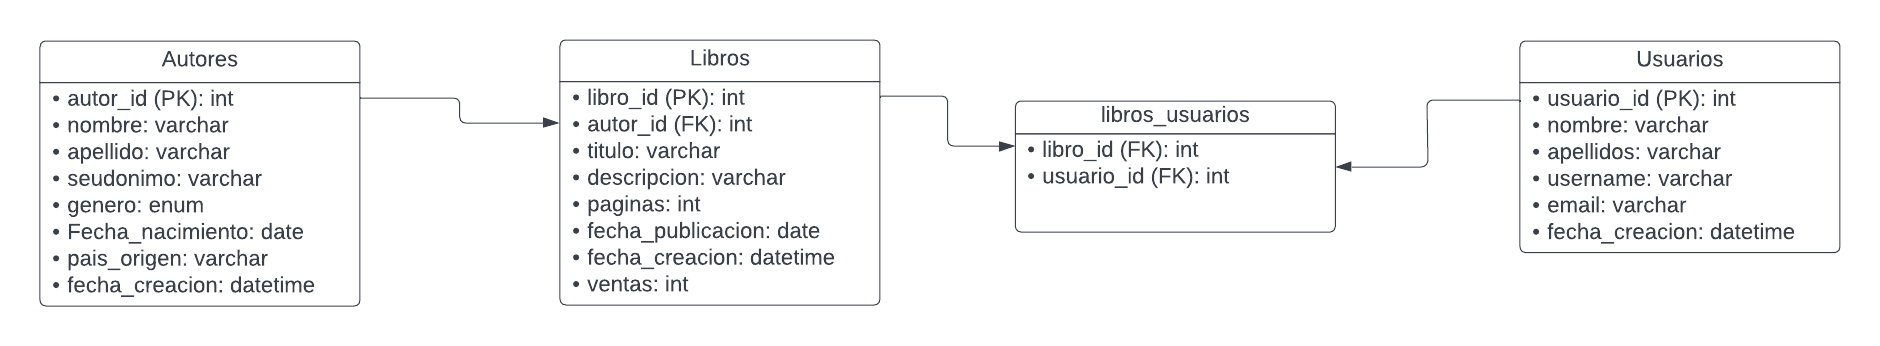 Autores
• autor_id (PK): int
• nombre: varchar
• apellido: varchar
• seudonimo: varchar
• genero: enum
• Fecha_nacimiento: date
• pais_origen: varchar
• fecha_creacion: datetime
Libros
• libro_id (PK): int
• autor_id (FK): int
• titulo: varchar
• descripcion: varchar
• paginas: int
• fecha_publicacion: date
• fecha_creacion: datetime
• ventas: int
libros_usuarios
• libro_id (FK): int
• usuario_id (FK): int
Usuarios
• usuario_id (PK): int
• nombre: varchar
• apellidos: varchar
• username: varchar
• email: varchar
• fecha_creacion: datetime